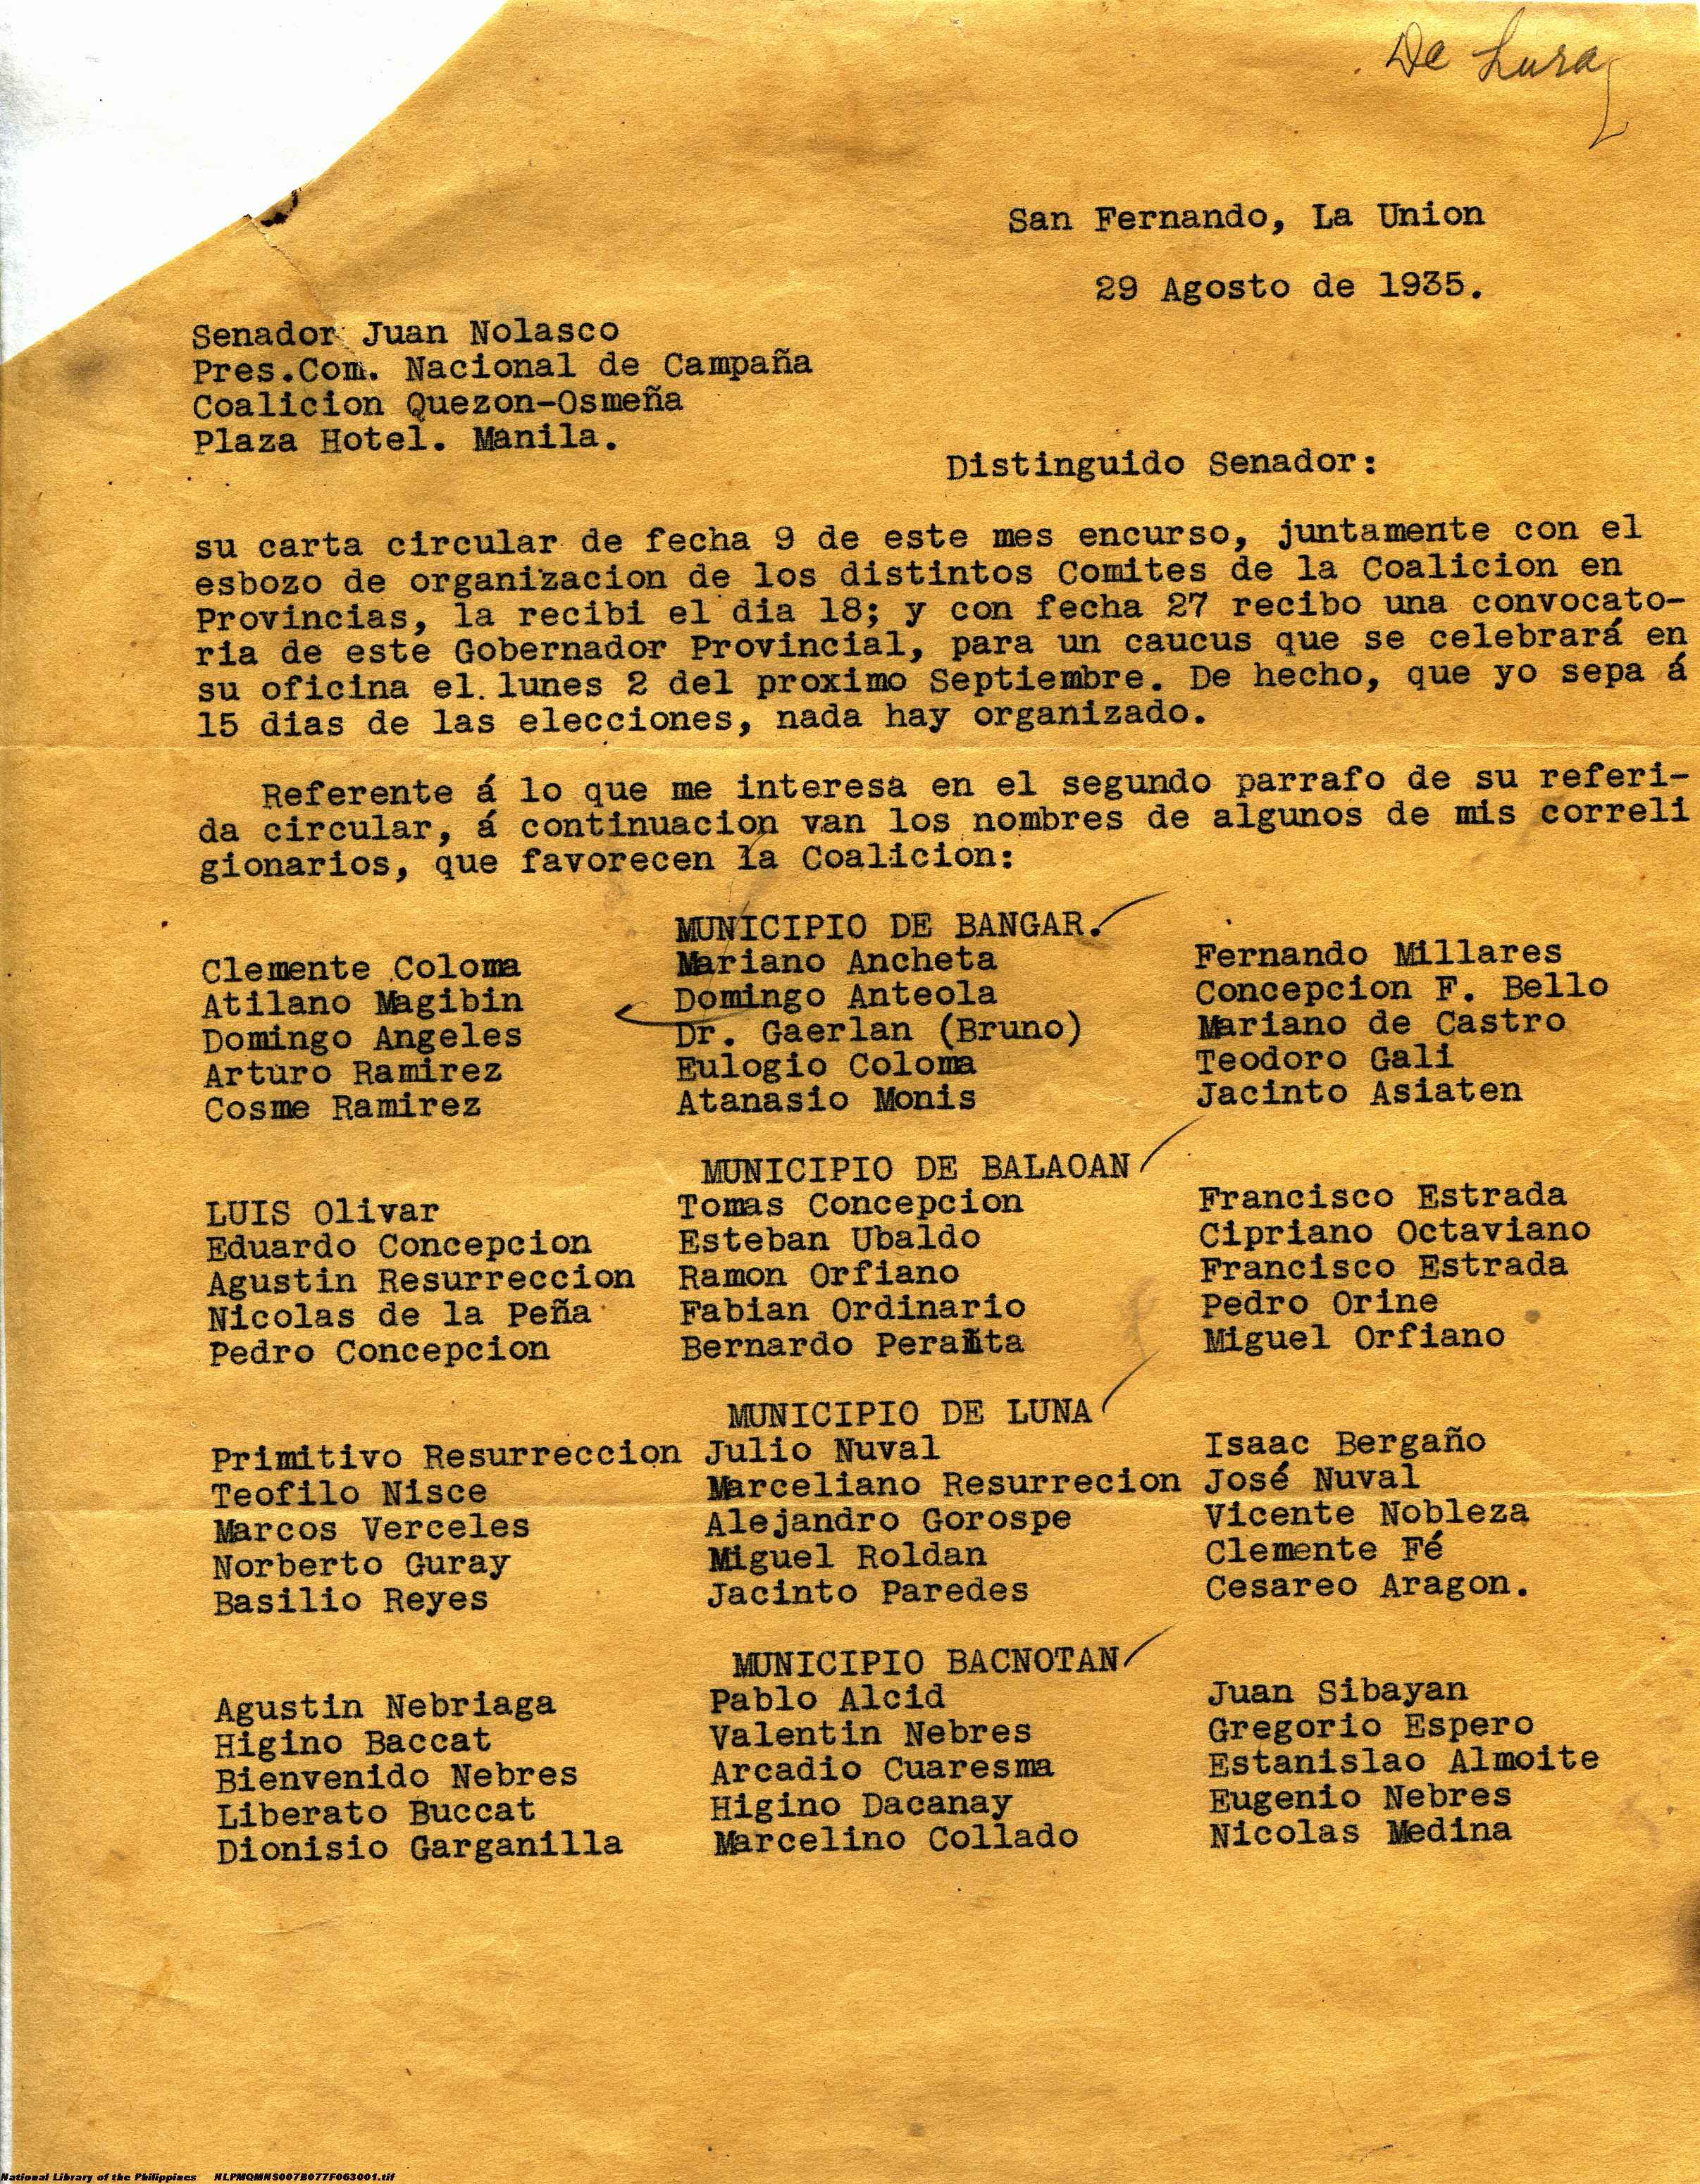 De Lara
San Fernando, La Union
29 Agosto de 1935.
Senador Juan Nolasco
Pres.Com. Nacional de Campaña
Coalicion Quezon-Osmeña
Plaza Hotel. Manila.
Distinguido Senador:
su carta circular de fecha 9 de este mes encurso, juntamente con el
esbozo de organizacion de los distintos Comites de la Coalicion en
Provincias, la recibi el dia 18; y con fecha 27 recibo una convocato-
ria de este Gobernador Provincial, para un caucus que se celebrará en
su oficina el lunes 2 del proximo Septiembre. De hecho, que yo sepa á
15 dias de las elecciones, nada hay organizado.
Referente á lo que me interesa en el segundo parrafo de su referi-
da circular, á continuacion van los nombres de algunos de mis correli
gionarios, que favorecen la Coalicion:
MUNICIPIO DE BANGAR.
Clemente Coloma Mariano Ancheta Fernando Millares
Atilano Magibin Domingo Anteola Concepcion F. Bello
Domingo Angeles Dr. Gaerlan (Bruno) Mariano de Castro
Arturo Ramirez Eulogio Coloma Teodoro Gali
Cosme Ramirez Atanasio Monis Jacinto Asiaten
MUNICIPIO DE BALAOAN
LUIS Olivar Tomas Concepcion Francisco Estrada
Eduardo Concepcion Esteban Ubaldo Cipriano Octaviano
Agustin Resurreccion Ramon Orfiano Francisco Estrada
Nicolas de la Peña Fabian Ordinario Pedro Orine
Pedro Concepcion Bernardo Peralta Miguel Orfiano
MUNICIPIO DE LUNA
Primitivo Resurreccion Julio Nuval Isaac Bergaño
Teofilo Nisce Marceliano Resurrecion José Nuval
Marcos Verceles Alejandro Gorospe Vicente Nobleza
Norberto Guray Miguel Roldan Clemente Fé
Basilio Reyes Jacinto Paredes Cesareo Aragon.
MUNICIPIO BACNOTAN
Agustin Nebriaga Pablo Alcid Juan Sibayan
Higino Baccat Valentin Nebres Gregorio Espero
Bienvenido Nebres Arcadio Cuaresma Estanislao Almoite
Liberato Buccat Higino Dacanay Eugenio Nebres
Dionisio Garganilla Marcelino Collado Nicolas Medina
National Library of the Philippines NLPMQMNS007B077F063001.tif